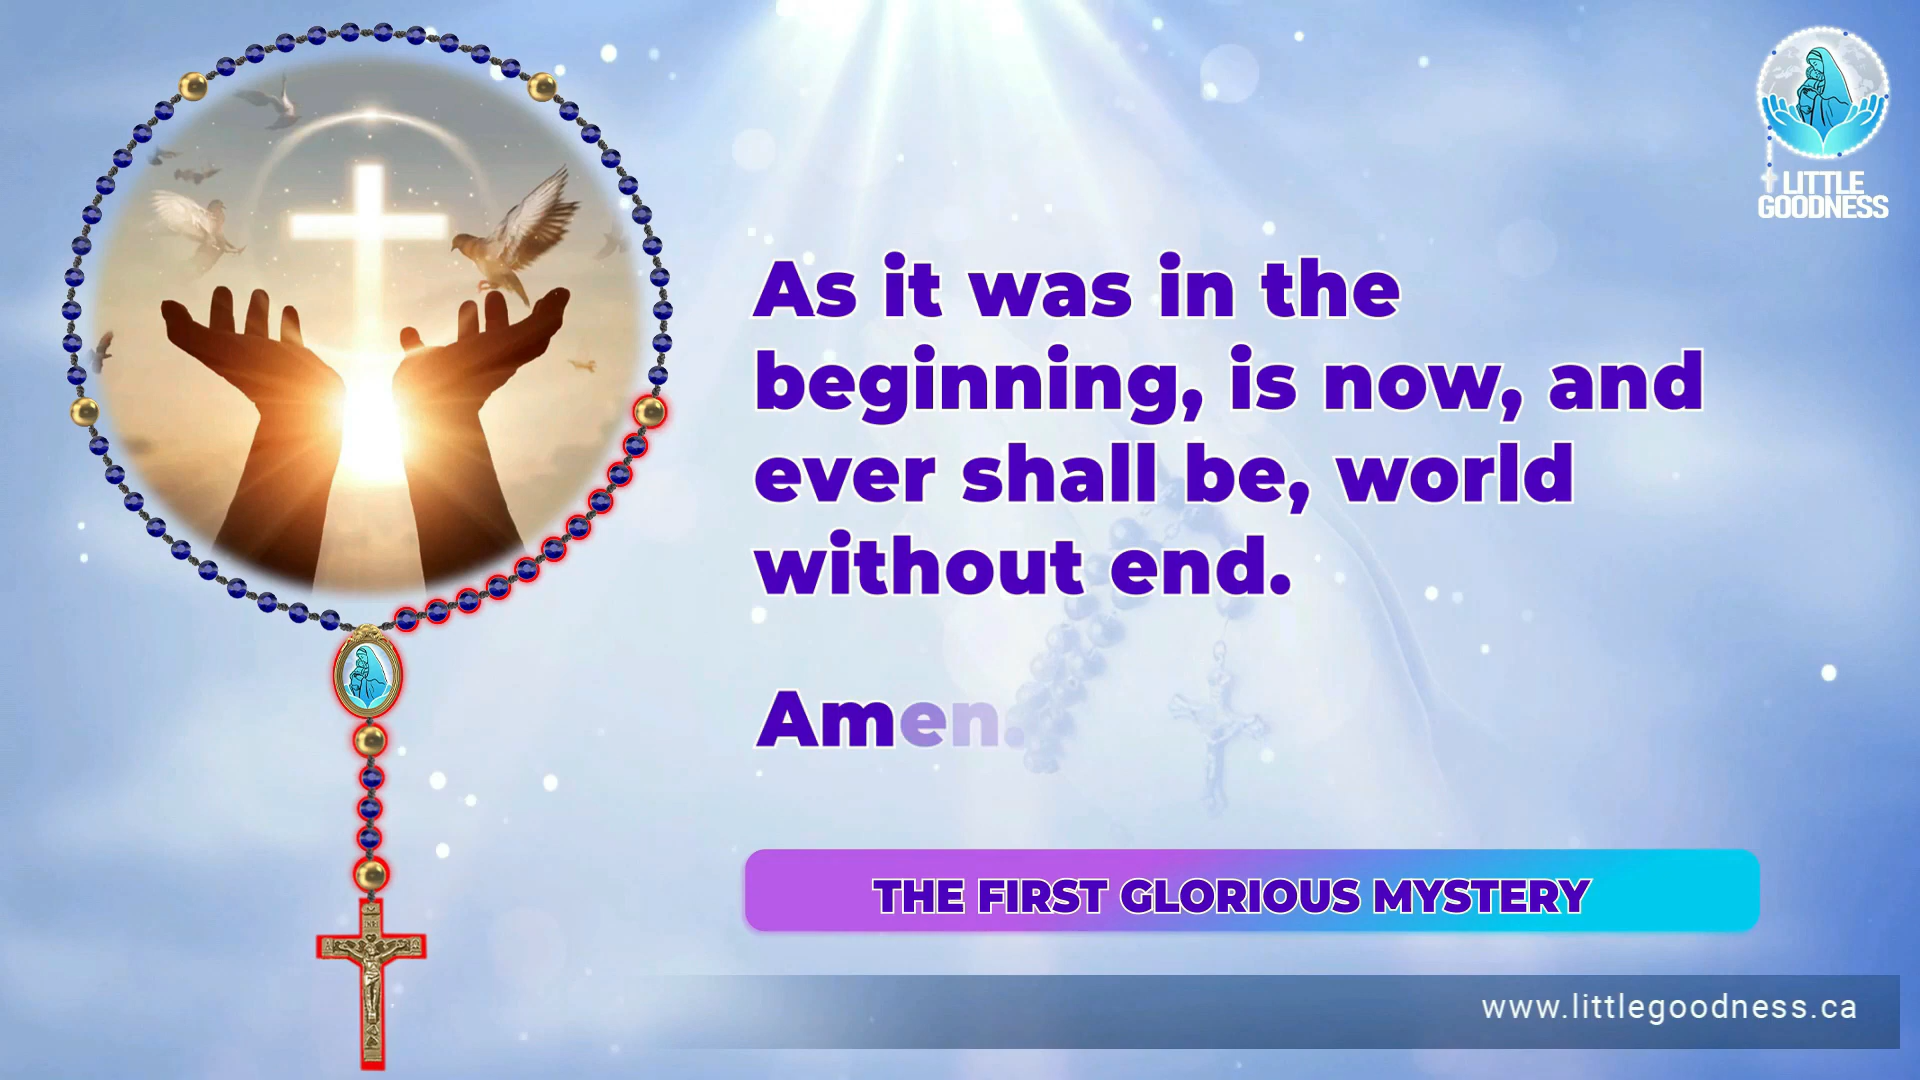 LITTLE
GOODNESS
As it was in the
beginning, is now, and
ever shall be, world
without end.
Amen.
THE FIRST GLORIOUS MYSTERY
www.littlegoodness.ca